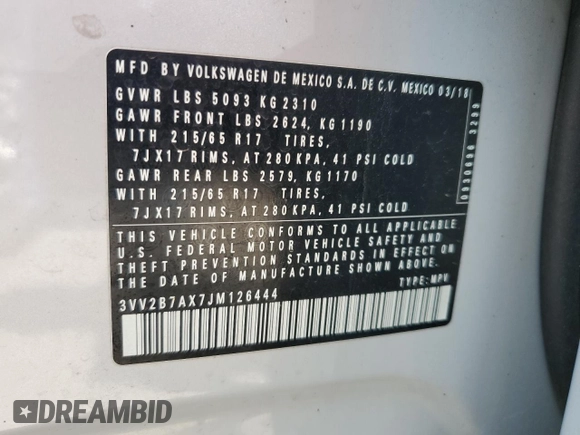 MFD BY VOLKSWAGEN DE MEXICO S.A. DE C.V. MEXICO 03/18
GVWR LBS 5093 KG 2310
GAWR FRONT LBS 2624, KG 1190
WITH 215/65 R17 TIRES,
7JX17 RIMS, AT 280 KPA, 41 PSI COLD
GAWR REAR LBS 2579, KG 1170
WITH 215/65 R17 TIRES,
7JX17 RIMS, AT 280 KPA, 41 PSI COLD
THIS VEHICLE CONFORMS TO ALL APPLICABLE
U.S. FEDERAL MOTOR VEHICLE SAFETY AND
THEFT PREVENTION STANDARDS IN EFFECT ON
THE DATE OF MANUFACTURE SHOWN ABOVE.
3VV2B7AX7JM126444
TYPE: MPV
DREAMBID